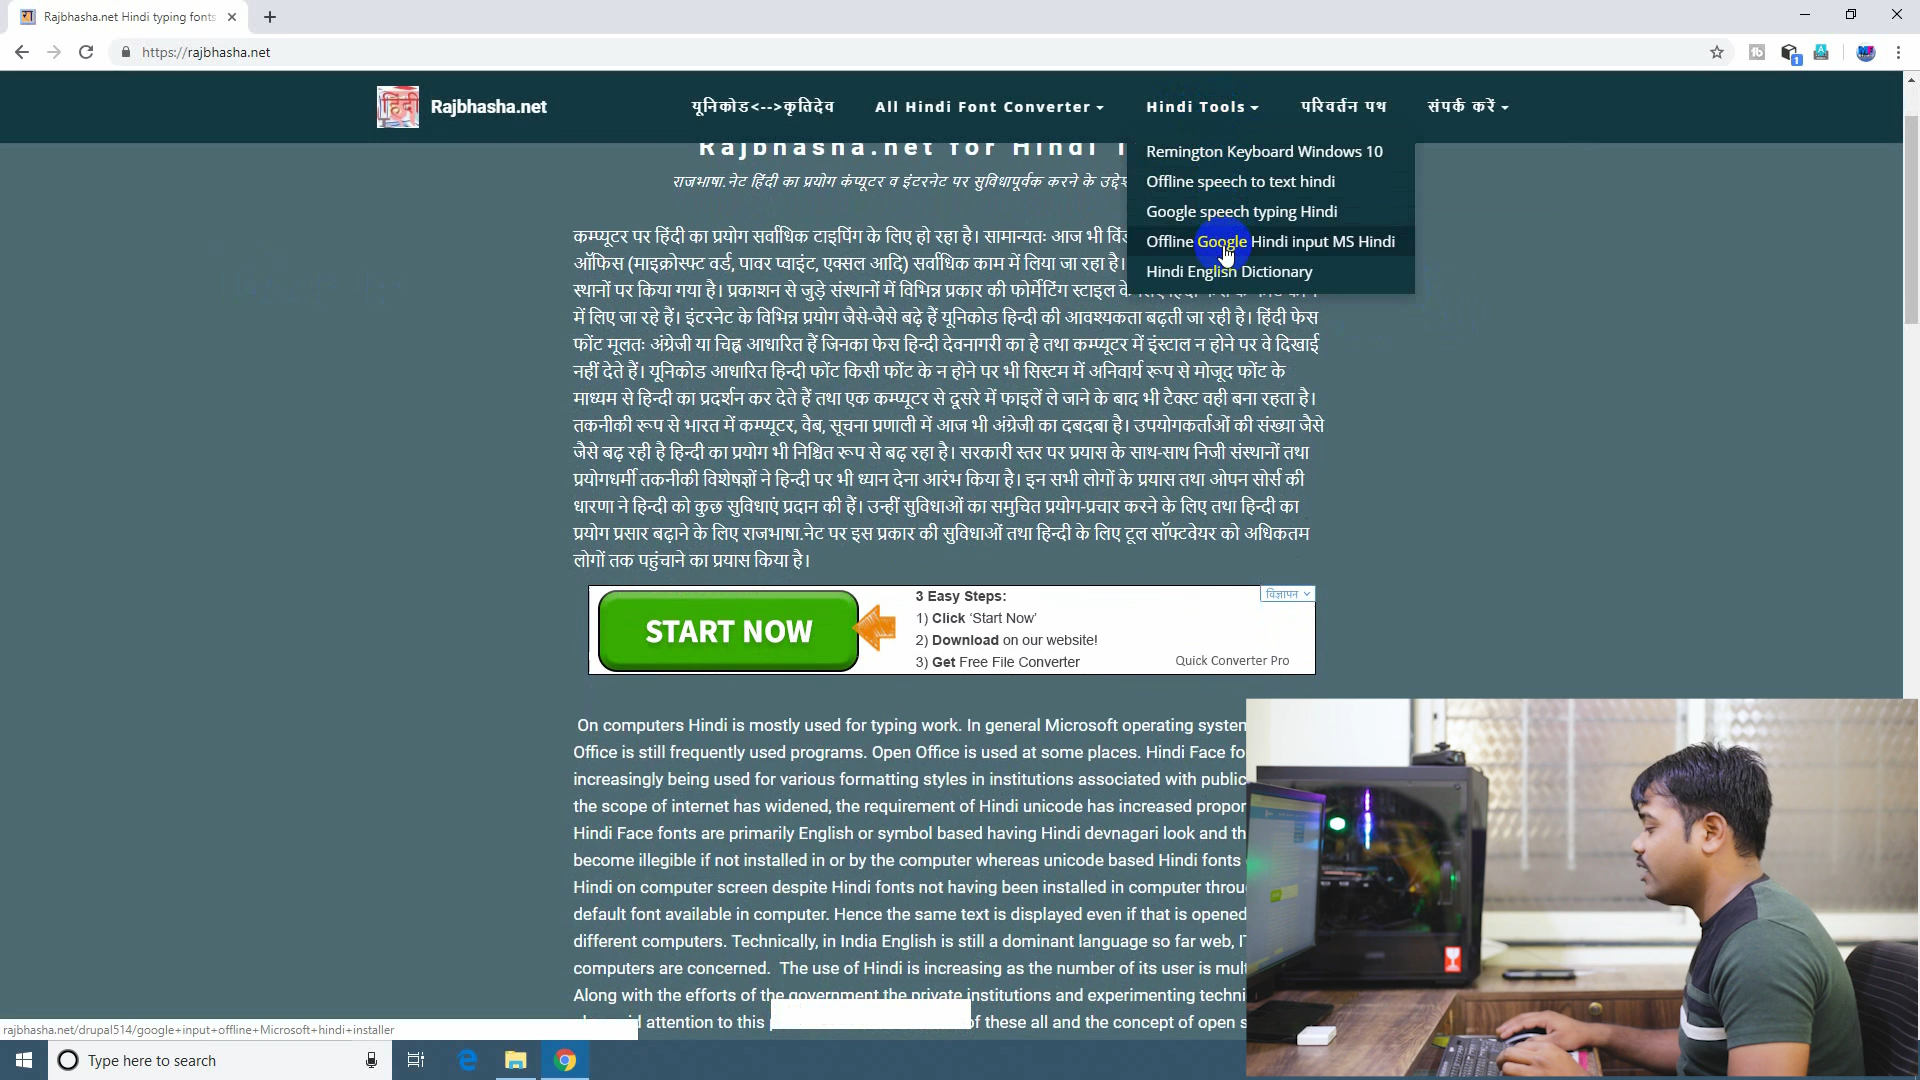 Rajbhasha.net Hindi typing fonts
https://rajbhasha.net
1
Rajbhasha.net
यूनिकोड<-->कृतिदेव
All Hindi Font Converter
Hindi Tools
परिवर्तन पथ
संपर्क करें
Remington Keyboard Windows 10
Offline speech to text hindi
Google speech typing Hindi
Offline Google Hindi input MS Hindi
Hindi English Dictionary
Rajbhasha.net for Hindi
राजभाषा.नेट हिंदी का प्रयोग कंप्यूटर व इंटरनेट पर सुविधापूर्वक करने के
कम्प्यूटर पर हिंदी का प्रयोग सर्वाधिक टाइपिंग के लिए हो रहा है। सामान्यतः आज भी
ऑफिस (माइक्रोस्फ्ट वर्ड, पावर प्वाइंट, एक्सल आदि) सर्वाधिक काम में लिया जा रहा है।
स्थानों पर किया गया है। प्रकाशन से जुड़े संस्थानों में विभिन्न प्रकार की फोर्मेटिंग स्टाइल के
में लिए जा रहे हैं। इंटरनेट के विभिन्न प्रयोग जैसे-जैसे बढ़े हैं यूनिकोड हिन्दी की आवश्यकता बढ़ती जा रही है। हिंदी फेस
फोंट मूलतः अंग्रेजी या चिह्न आधारित हैं जिनका फेस हिन्दी देवनागरी का है तथा कम्प्यूटर में इंस्टाल न होने पर वे दिखाई
नहीं देते हैं। यूनिकोड आधारित हिन्दी फोंट किसी फोंट के न होने पर भी सिस्टम में अनिवार्य रूप से मोजूद फोंट के
माध्यम से हिन्दी का प्रदर्शन कर देते हैं तथा एक कम्प्यूटर से दूसरे में फाइलें ले जाने के बाद भी टैक्स्ट वही बना रहता है।
तकनीकी रूप से भारत में कम्प्यूटर, वैब, सूचना प्रणाली में आज भी अंग्रेजी का दबदबा है। उपयोगकर्ताओं की संख्या जैसे
जैसे बढ़ रही है हिन्दी का प्रयोग भी निश्चित रूप से बढ़ रहा है। सरकारी स्तर पर प्रयास के साथ-साथ निजी संस्थानों तथा
प्रयोगधर्मी तकनीकी विशेषज्ञों ने हिन्दी पर भी ध्यान देना आरंभ किया है। इन सभी लोगों के प्रयास तथा ओपन सोर्स की
धारणा ने हिन्दी को कुछ सुविधाएं प्रदान की हैं। उन्हीं सुविधाओं का समुचित प्रयोग-प्रचार करने के लिए तथा हिन्दी का
प्रयोग प्रसार बढ़ाने के लिए राजभाषा.नेट पर इस प्रकार की सुविधाओं तथा हिन्दी के लिए टूल सॉफ्टवेयर को अधिकतम
लोगों तक पहुंचाने का प्रयास किया है।
START NOW
3 Easy Steps:
1) Click ‘Start Now’
2) Download on our website!
3) Get Free File Converter
Quick Converter Pro
विज्ञापन
On computers Hindi is mostly used for typing work. In general Microsoft operating system
Office is still frequently used programs. Open Office is used at some places. Hindi Face
increasingly being used for various formatting styles in institutions associated with
the scope of internet has widened, the requirement of Hindi unicode has increased
Hindi Face fonts are primarily English or symbol based having Hindi devnagari look and
become illegible if not installed in or by the computer whereas unicode based Hindi fonts
Hindi on computer screen despite Hindi fonts not having been installed in computer
default font available in computer. Hence the same text is displayed even if that is opened
different computers. Technically, in India English is still a dominant language so far web,
computers are concerned. The use of Hindi is increasing as the number of its user is
Along with the efforts of the government the private institutions and experimenting
attention to this
of these all and the concept of open
rajbhasha.net/drupal514/google+input+offline+Microsoft+hindi+installer
Type here to search